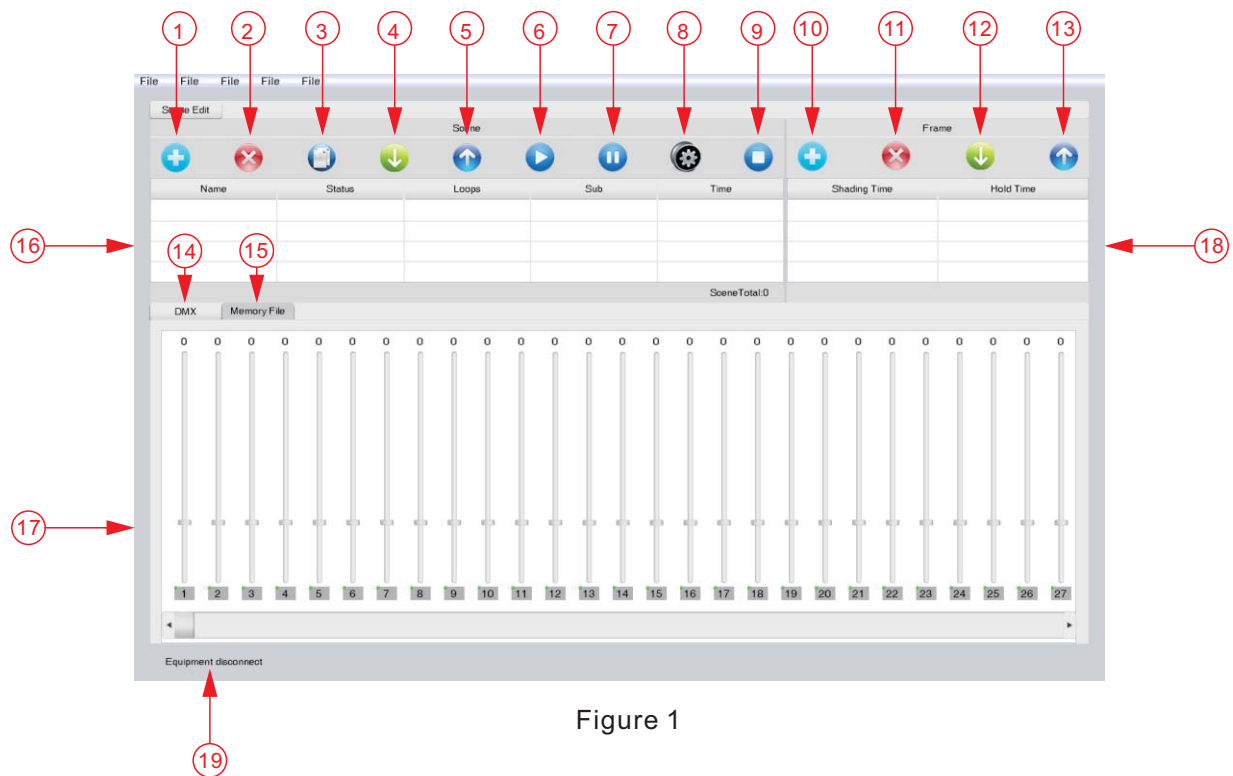 1 2 3 4 5 6 7 8 9 10 11 12 13
File File File File File
Scene Edit
Scene Frame
Name Status Loops Sub Time Shading Time Hold Time
16 18
14 15
SceneTotal:0
DMX Memory File
0 0 0 0 0 0 0 0 0 0 0 0 0 0 0 0 0 0 0 0 0 0 0 0 0 0 0
17
1 2 3 4 5 6 7 8 9 10 11 12 13 14 15 16 17 18 19 20 21 22 23 24 25 26 27
Equipment disconnect
Figure 1
19